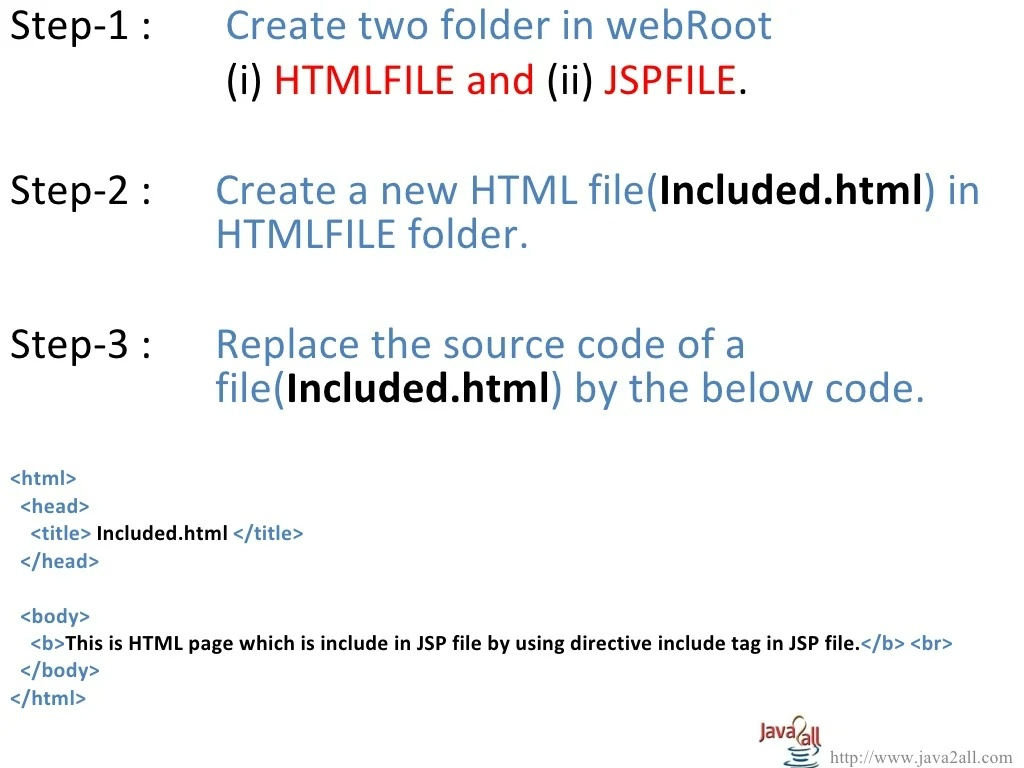 Step-1 : Create two folder in webRoot
(i) HTMLFILE and (ii) JSPFILE.
Step-2 : Create a new HTML file(Included.html) in
HTMLFILE folder.
Step-3 : Replace the source code of a
file(Included.html) by the below code.
<html>
<head>
<title> Included.html </title>
</head>
<body>
<b>This is HTML page which is include in JSP file by using directive include tag in JSP file.</b> <br>
</body>
</html>
Java2all
http://www.java2all.com